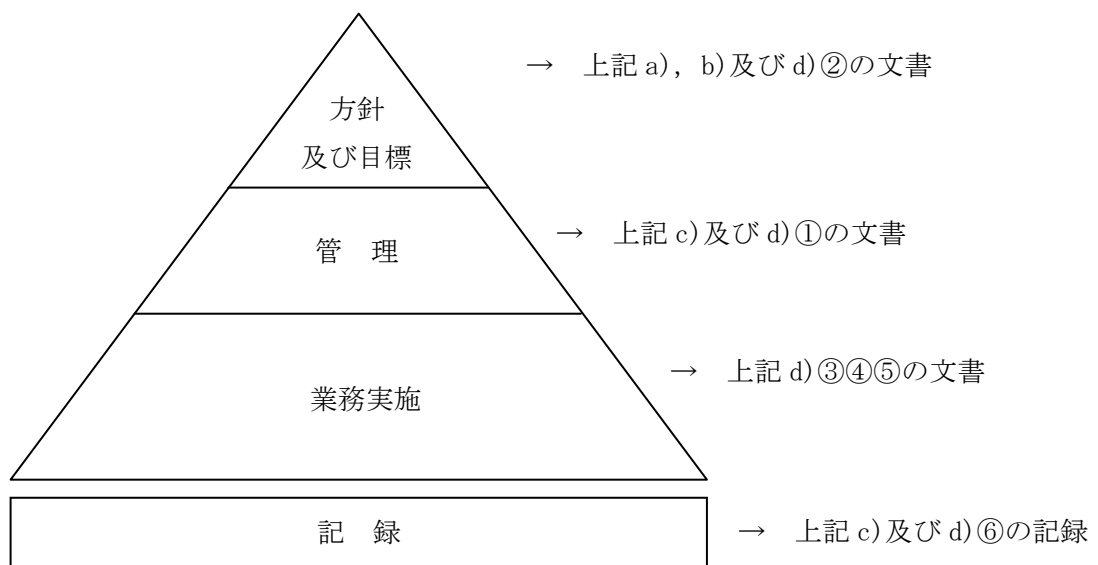 → 上記 a), b)及び d)②の文書
方針
及び目標
→ 上記 c)及び d)①の文書
管 理
→ 上記 d)③④⑤の文書
業務実施
記 録
→ 上記 c)及び d)⑥の記録